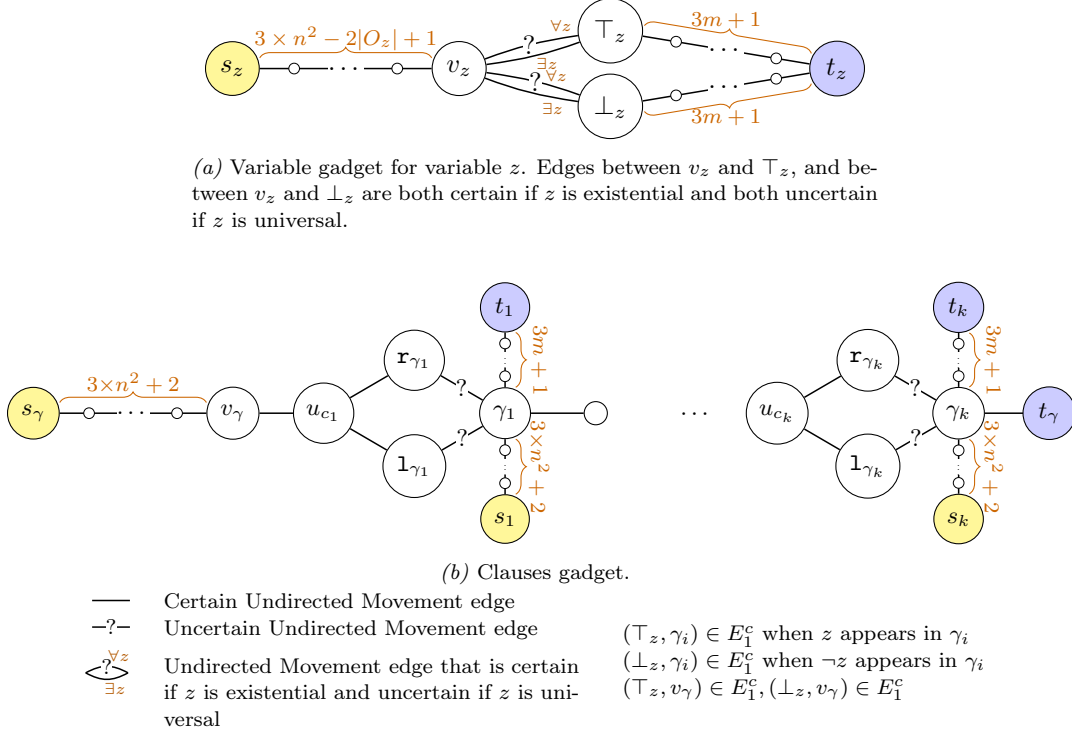 3 × n² − 2|O_z| + 1
∀z
?
∃z
∀z
?
∃z
3m + 1
3m + 1
s_z
...
v_z
⊤_z
⊥_z
...
...
t_z
(a) Variable gadget for variable z. Edges between v_z and ⊤_z, and be-
tween v_z and ⊥_z are both certain if z is existential and both uncertain
if z is universal.
t_1
t_k
3m + 1
3m + 1
r_γ1
r_γk
?
?
3×n² + 2
s_γ
...
v_γ
u_c1
γ_1
...
u_ck
γ_k
t_γ
?
?
l_γ1
l_γk
3×n² + 2
3×n² + 2
s_1
s_k
(b) Clauses gadget.
Certain Undirected Movement edge
? Uncertain Undirected Movement edge
∀z
?
∃z
Undirected Movement edge that is certain
if z is existential and uncertain if z is uni-
versal
(⊤_z, γ_i) ∈ E_1^c when z appears in γ_i
(⊥_z, γ_i) ∈ E_1^c when ¬z appears in γ_i
(⊤_z, v_γ) ∈ E_1^c, (⊥_z, v_γ) ∈ E_1^c